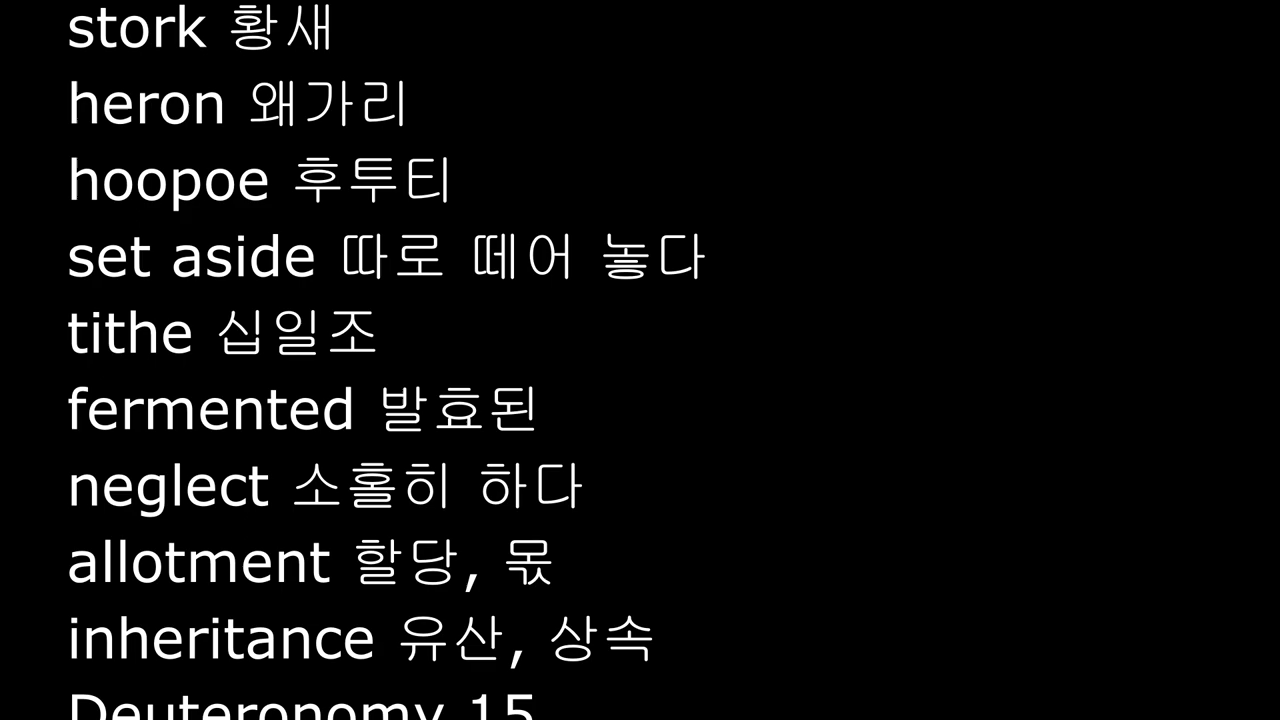 stork 황새
heron 왜가리
hoopoe 후투티
set aside 따로 떼어 놓다
tithe 십일조
fermented 발효된
neglect 소홀히 하다
allotment 할당, 몫
inheritance 유산, 상속
Deuteronomy 15